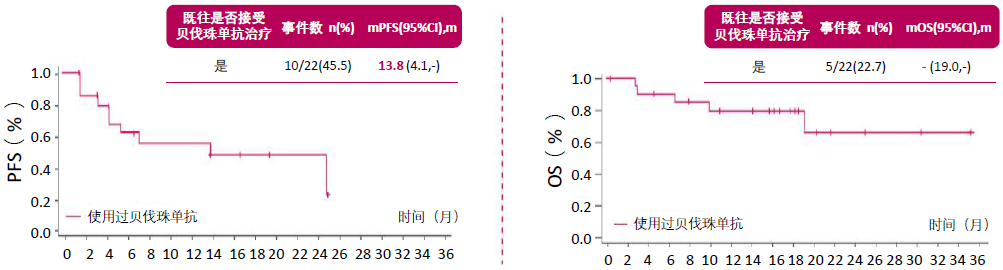 既往是否接受
贝伐珠单抗治疗 事件数 n(%) mPFS(95%CI),m
是 10/22(45.5) 13.8 (4.1,-)
PFS（%）
1.0
0.8
0.6
0.4
0.2
0.0
使用过贝伐珠单抗 时间（月）
0 2 4 6 8 10 12 14 16 18 20 22 24 26 28 30 32 34 36
既往是否接受
贝伐珠单抗治疗 事件数 n(%) mOS(95%CI),m
是 5/22(22.7) - (19.0,-)
OS（%）
1.0
0.8
0.6
0.4
0.2
0.0
使用过贝伐珠单抗 时间（月）
0 2 4 6 8 10 12 14 16 18 20 22 24 26 28 30 32 34 36